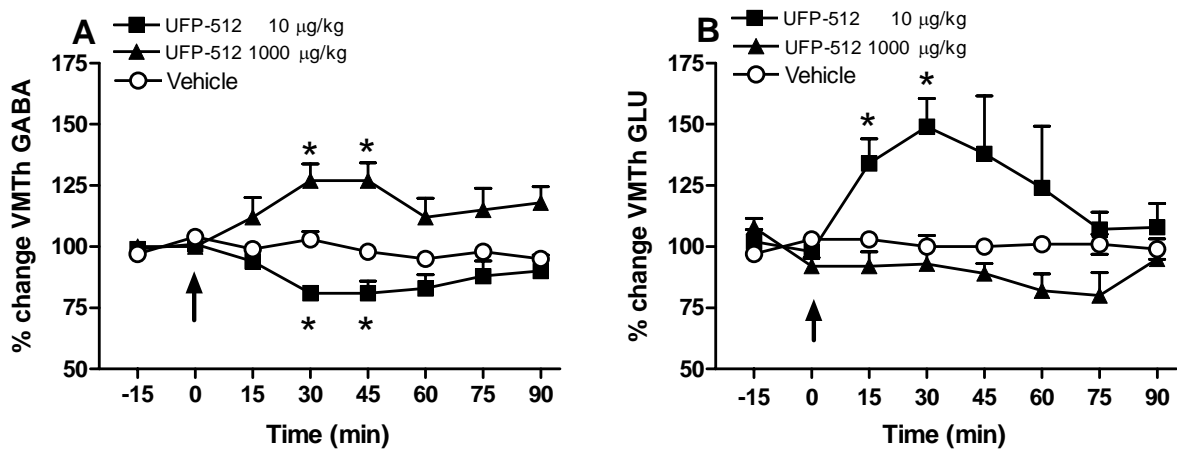 A
UFP-512 10 µg/kg
UFP-512 1000 µg/kg
Vehicle
% change VMTh GABA
175
150
125
100
75
50
* *
* *
-15 0 15 30 45 60 75 90
Time (min)
B
UFP-512 10 µg/kg
UFP-512 1000 µg/kg
Vehicle
% change VMTh GLU
175
150
125
100
75
50
* *
-15 0 15 30 45 60 75 90
Time (min)